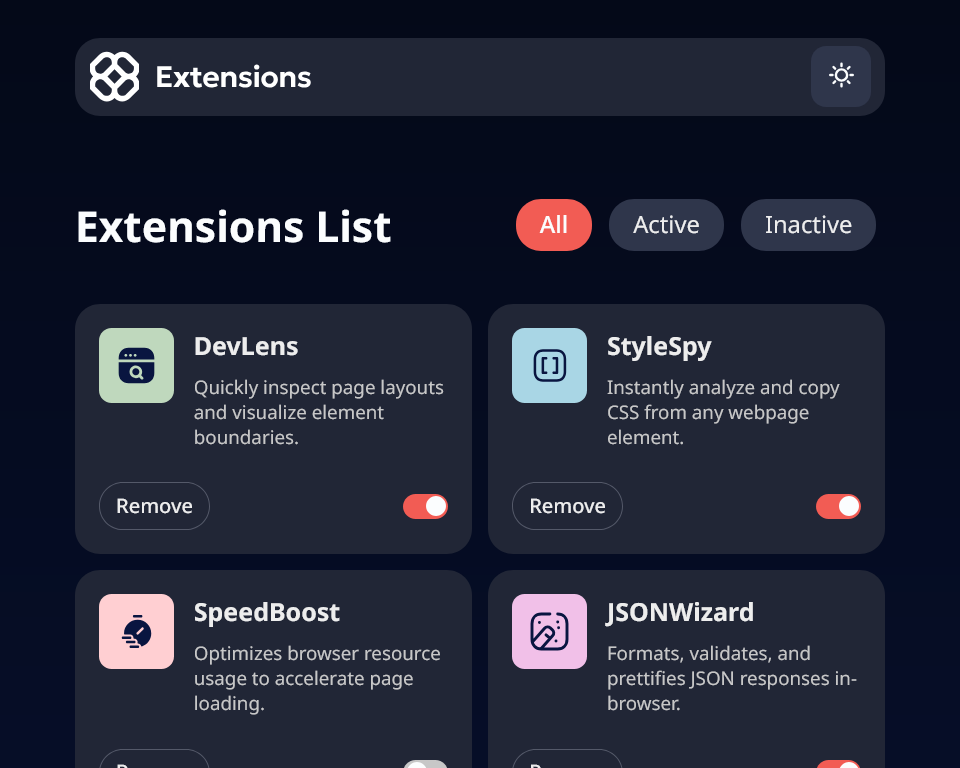 Extensions
Extensions List
All
Active
Inactive
DevLens
Quickly inspect page layouts
and visualize element
boundaries.
Remove
StyleSpy
Instantly analyze and copy
CSS from any webpage
element.
Remove
SpeedBoost
Optimizes browser resource
usage to accelerate page
loading.
JSONWizard
Formats, validates, and
prettifies JSON responses in-
browser.